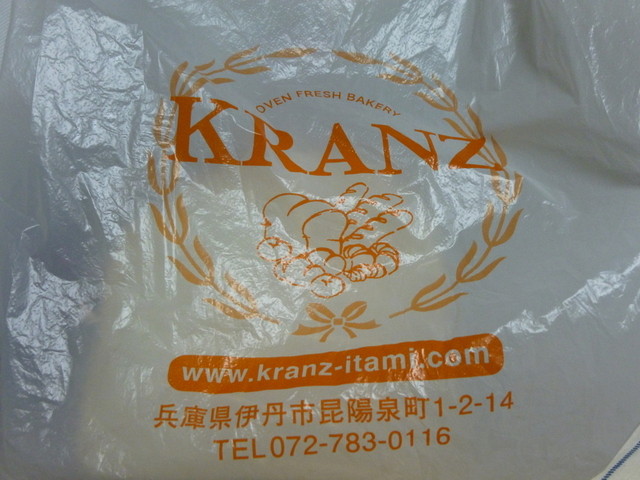 OVEN FRESH BAKERY
KRANZ
www.kranz-itami.com
兵庫県伊丹市昆陽泉町1-2-14
TEL072-783-0116